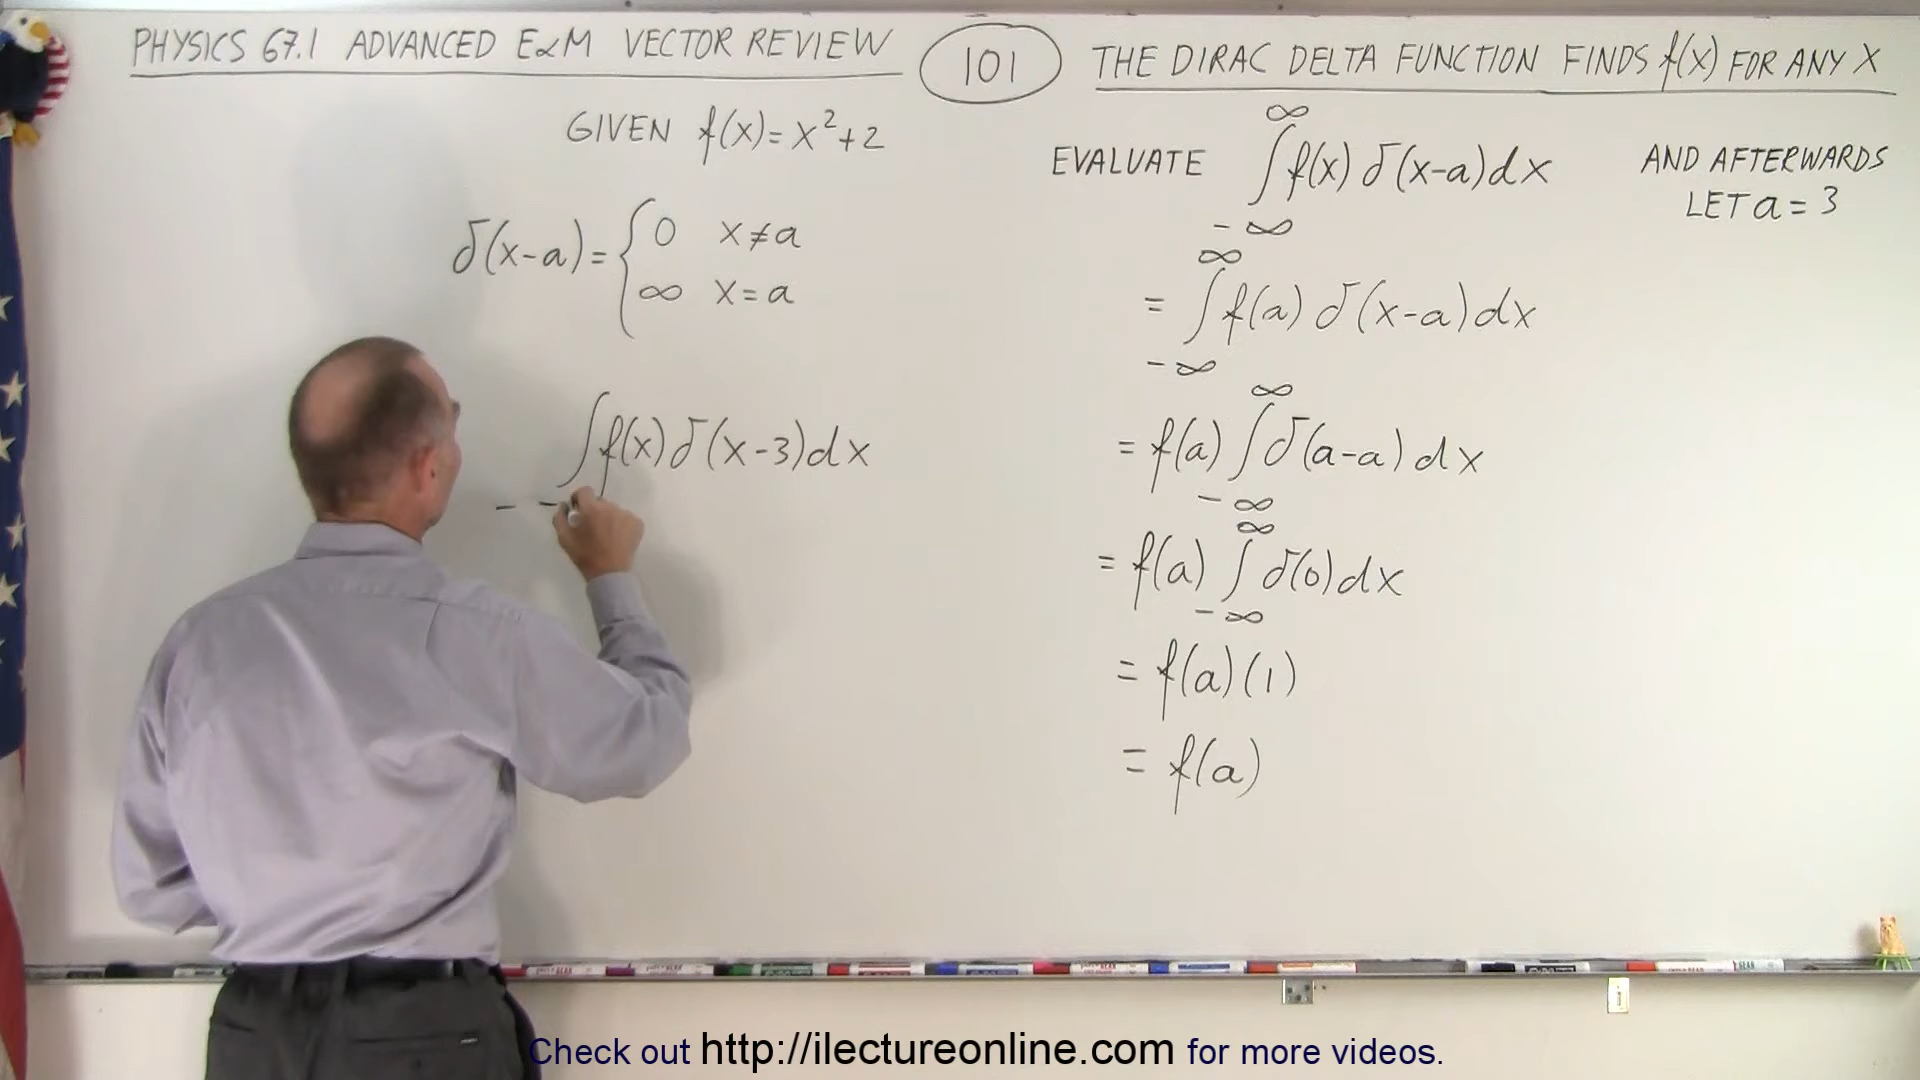 PHYSICS 67.1 ADVANCED E&M VECTOR REVIEW
101
THE DIRAC DELTA FUNCTION FINDS f(x) FOR ANY X
GIVEN f(x)=x²+2
δ(x-a)={0 x≠a
∞ x=a
∫f(x)δ(x-3)dx
- -
EVALUATE ∞∫-∞ f(x)δ(x-a)dx
AND AFTERWARDS
LET a=3
= ∞∫-∞ f(a)δ(x-a)dx
= f(a) ∞∫-∞ δ(a-a)dx
= f(a) ∞∫-∞ δ(0)dx
= f(a)(1)
= f(a)
Check out http://ilectureonline.com for more videos.